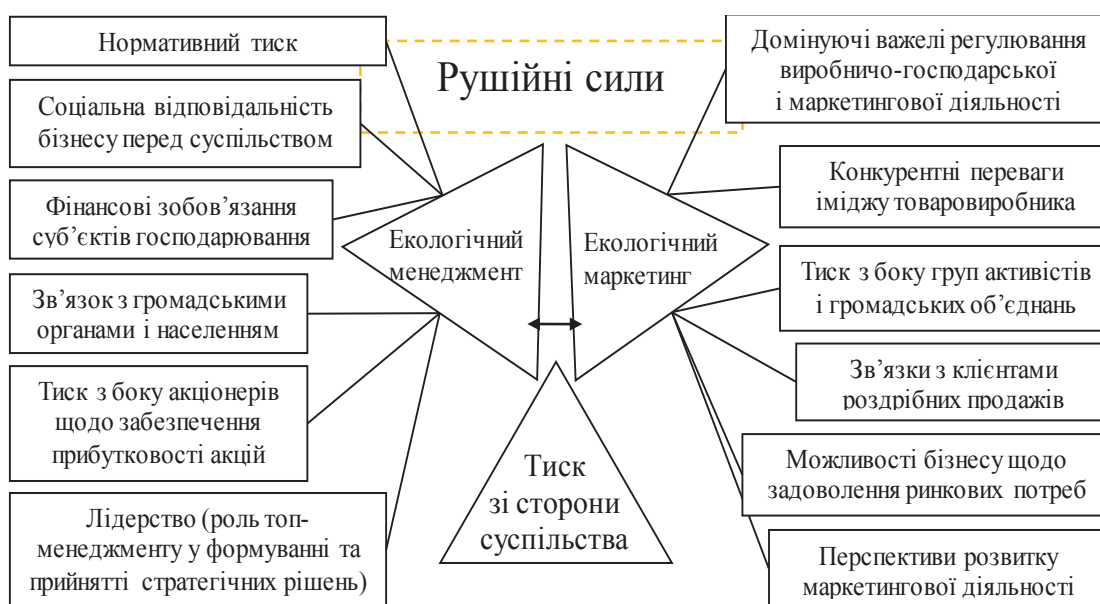 Рушійні сили
Нормативний тиск
Соціальна відповідальність
бізнесу перед суспільством
Фінансові зобов’язання
суб’єктів господарювання
Зв’язок з громадськими
органами і населенням
Тиск з боку акціонерів
щодо забезпечення
прибутковості акцій
Лідерство (роль топ-
менеджменту у формуванні та
прийнятті стратегічних рішень)
Екологічний
менеджмент
Екологічний
маркетинг
Тиск
зі сторони
суспільства
Домінуючі важелі регулювання
виробничо-господарської
і маркетингової діяльності
Конкурентні переваги
іміджу товаровиробника
Тиск з боку груп активістів
і громадських об’єднань
Зв’язки з клієнтами
роздрібних продажів
Можливості бізнесу щодо
задоволення ринкових потреб
Перспективи розвитку
маркетингової діяльності